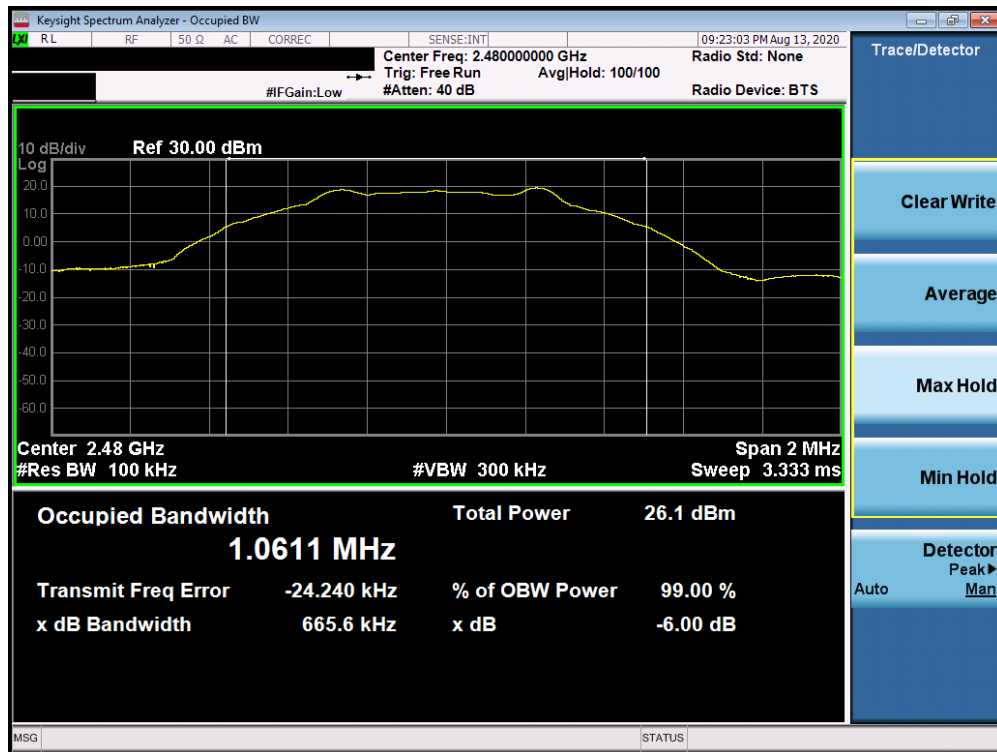 Keysight Spectrum Analyzer - Occupied BW
LXI RL RF 50 Ω AC CORREC SENSE:INT 09:23:03 PM Aug 13, 2020
Center Freq: 2.480000000 GHz Radio Std: None
Trig: Free Run Avg|Hold: 100/100
#IFGain:Low #Atten: 40 dB Radio Device: BTS
10 dB/div Ref 30.00 dBm
Log
20.0
10.0
0.00
-10.0
-20.0
-30.0
-40.0
-50.0
-60.0
Center 2.48 GHz Span 2 MHz
#Res BW 100 kHz #VBW 300 kHz Sweep 3.333 ms
Occupied Bandwidth Total Power 26.1 dBm
1.0611 MHz
Transmit Freq Error -24.240 kHz % of OBW Power 99.00 %
x dB Bandwidth 665.6 kHz x dB -6.00 dB
MSG STATUS
Trace/Detector
Clear Write
Average
Max Hold
Min Hold
Detector
Peak▶
Auto Man